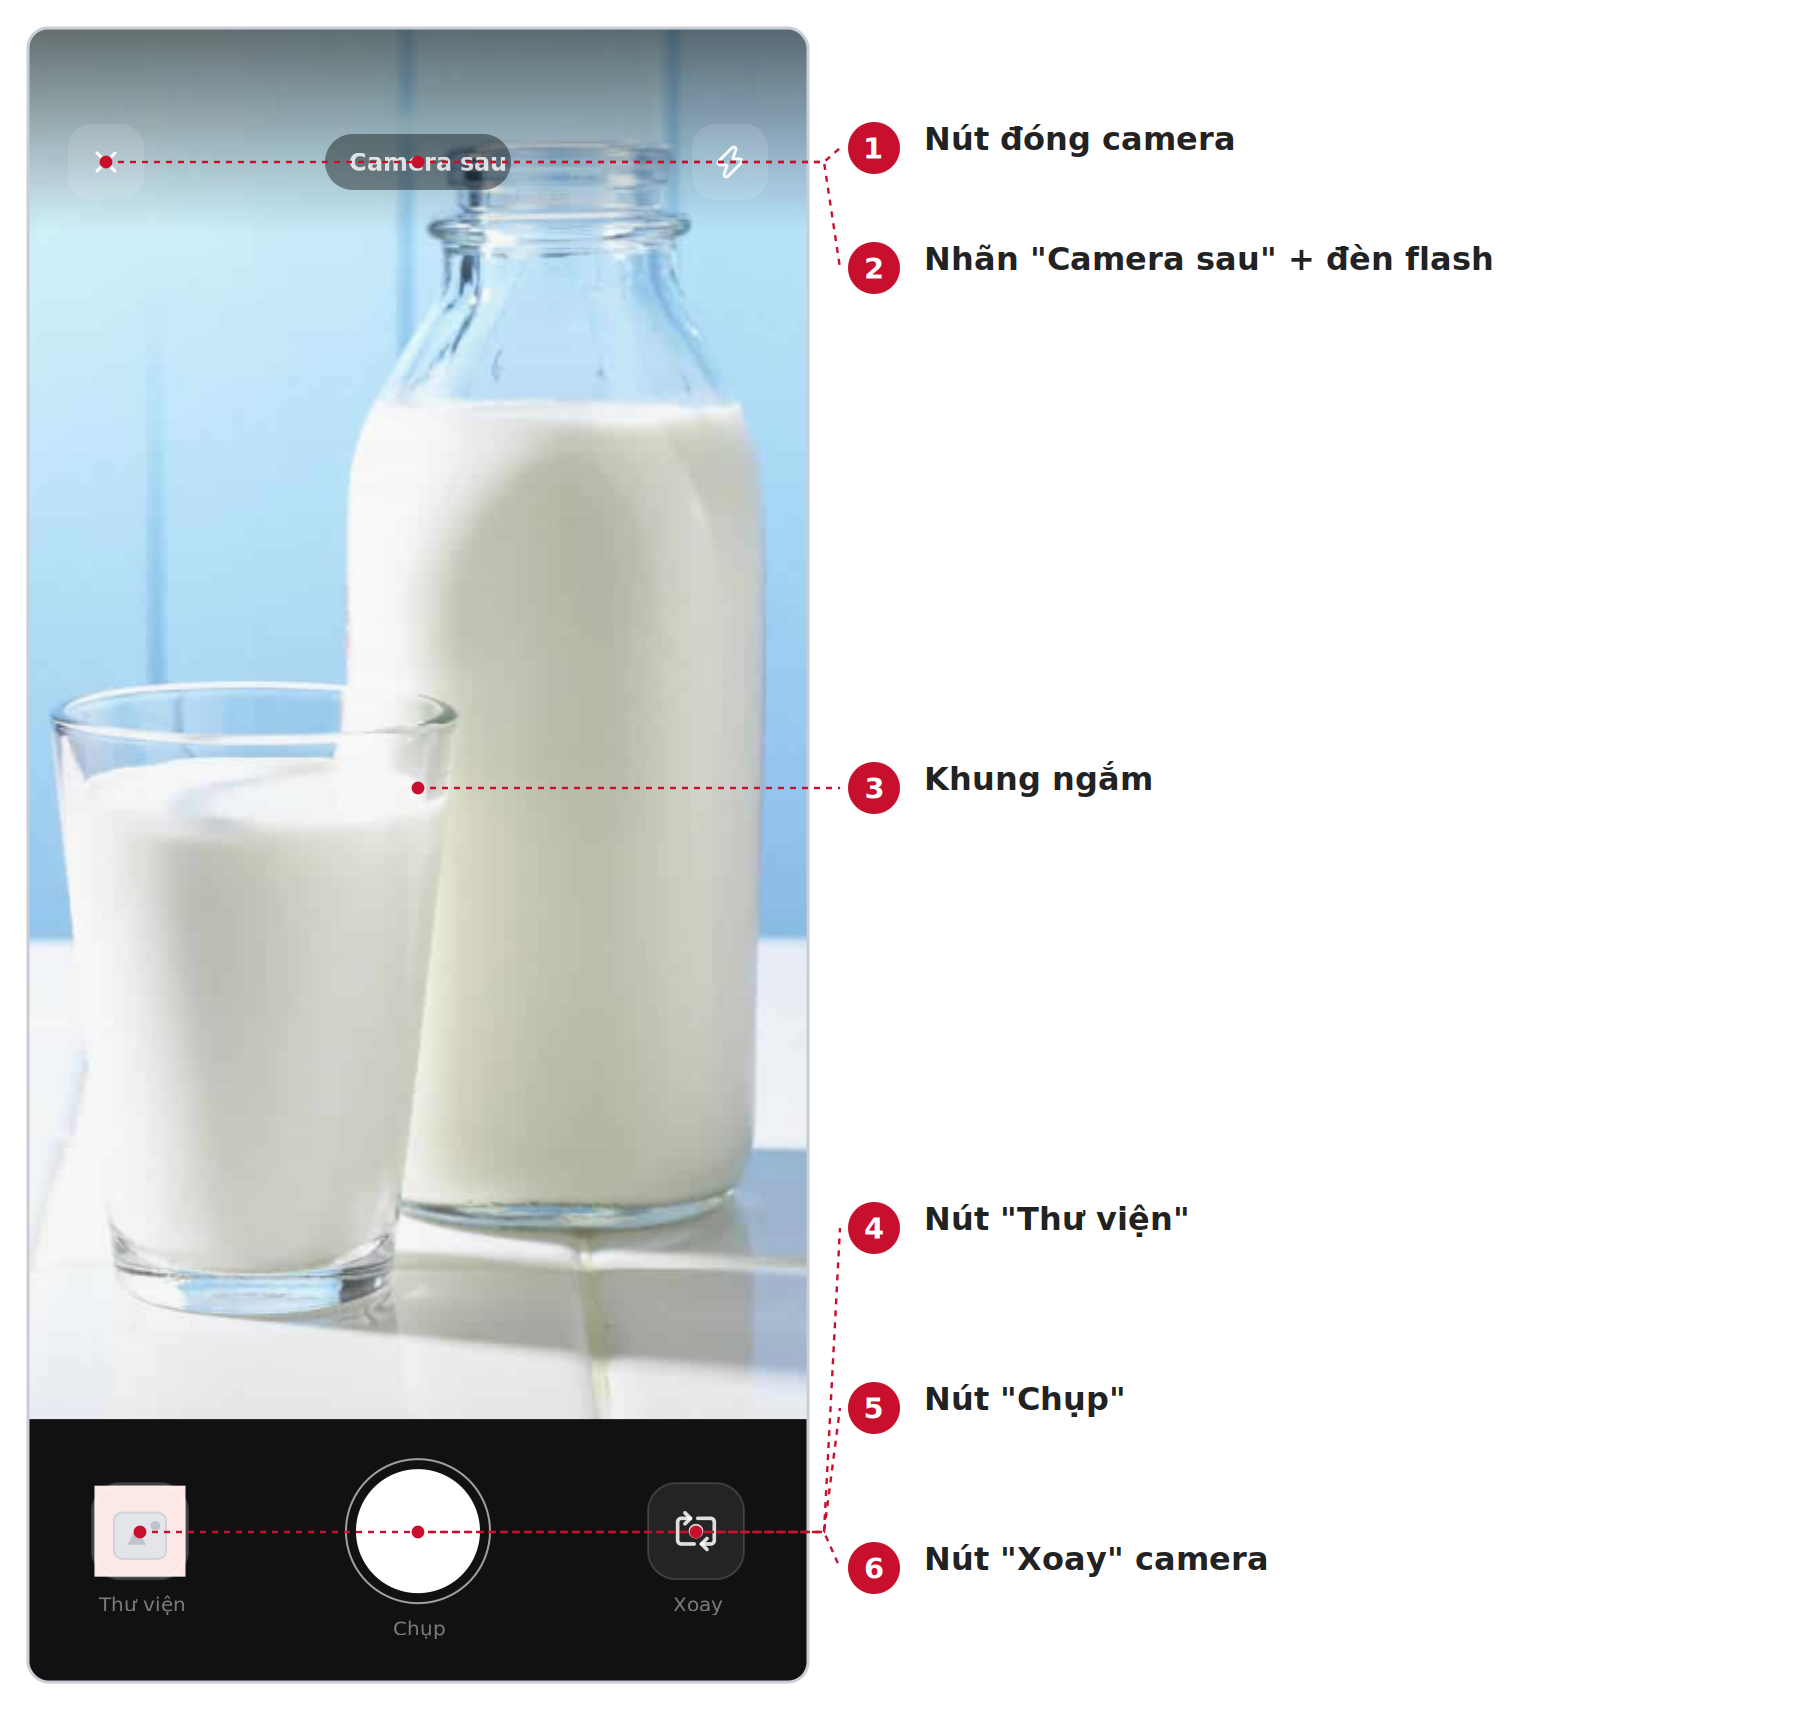 Camera sau
1 Nút đóng camera
2 Nhãn "Camera sau" + đèn flash
3 Khung ngắm
4 Nút "Thư viện"
5 Nút "Chụp"
6 Nút "Xoay" camera
Thư viện
Chụp
Xoay